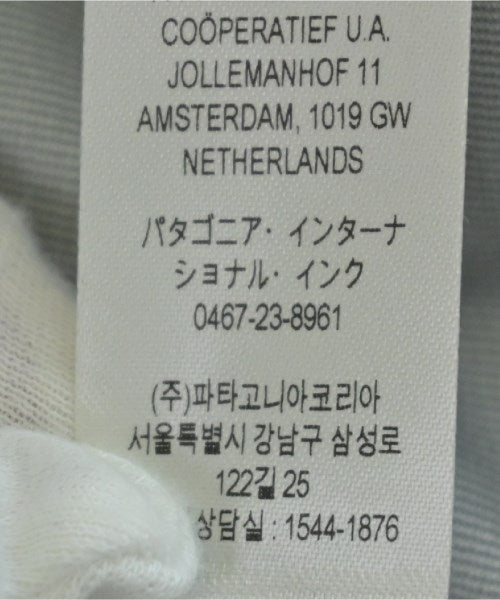 COÖPERATIEF U.A.
JOLLEMANHOF 11
AMSTERDAM, 1019 GW
NETHERLANDS
パタゴニア・インターナ
ショナル・インク
0467-23-8961
(주)파타고니아코리아
서울특별시 강남구 삼성로
122길 25
상담실 : 1544-1876